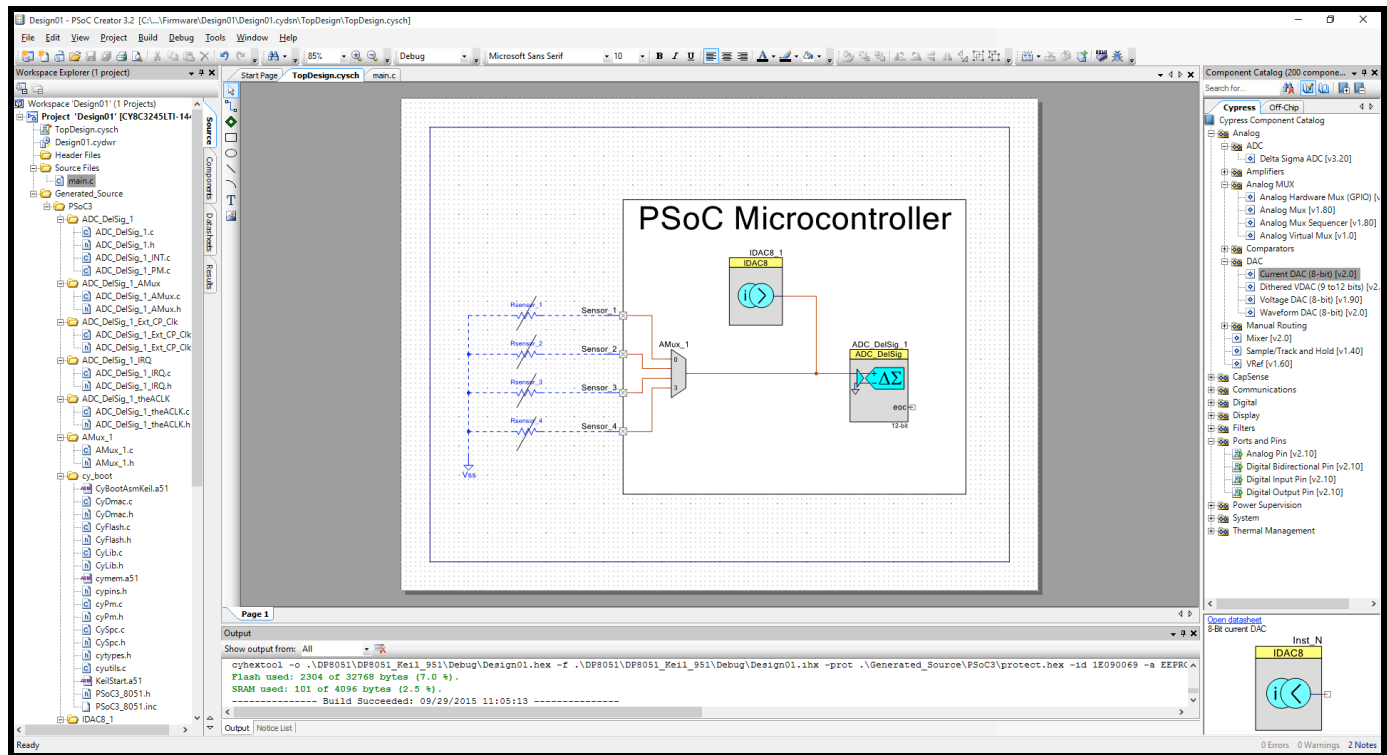 Design01 - PSoC Creator 3.2 [C:\...\Firmware\Design01\Design01.cydsn\TopDesign\TopDesign.cysch]
File Edit View Project Build Debug Tools Window Help
85% Debug Microsoft Sans Serif 10 B I U
Workspace Explorer (1 project)
Workspace 'Design01' (1 Projects)
Project 'Design01' [CY8C3245LTI-144
TopDesign.cysch
Design01.cydwr
Header Files
Source Files
main.c
Generated_Source
PSoC3
ADC_DelSig_1
ADC_DelSig_1.c
ADC_DelSig_1.h
ADC_DelSig_1_INT.c
ADC_DelSig_1_PM.c
ADC_DelSig_1_AMux
ADC_DelSig_1_AMux.c
ADC_DelSig_1_AMux.h
ADC_DelSig_1_Ext_CP_Clk
ADC_DelSig_1_Ext_CP_Clk
ADC_DelSig_1_Ext_CP_Clk
ADC_DelSig_1_IRQ
ADC_DelSig_1_IRQ.c
ADC_DelSig_1_IRQ.h
ADC_DelSig_1_theACLK
ADC_DelSig_1_theACLK.c
ADC_DelSig_1_theACLK.h
AMux_1
AMux_1.c
AMux_1.h
cy_boot
CyBootAsmKeil.a51
CyDmac.c
CyDmac.h
CyFlash.c
CyFlash.h
CyLib.c
CyLib.h
cymem.a51
cypins.h
cyPm.c
cyPm.h
CySpc.c
CySpc.h
cytypes.h
cyutils.c
KeilStart.a51
PSoC3_8051.h
PSoC3_8051.inc
IDAC8_1
Source
Components
Datasheets
Results
Start Page TopDesign.cysch main.c
T
PSoC Microcontroller
IDAC8_1
IDAC8
i
Rsensor_1
Sensor_1
Rsensor_2
Sensor_2
Rsensor_3
Sensor_3
Rsensor_4
Sensor_4
Vss
AMux_1
0
3
ADC_DelSig_1
ADC_DelSig
+
-
ΔΣ
eoc
12-bit
Page 1
Output
Show output from: All
cyhextool -o .\DP8051\DP8051_Keil_951\Debug\Design01.hex -f .\DP8051\DP8051_Keil_951\Debug\Design01.ihx -prot .\Generated_Source\PSoC3\protect.hex -id 1E090069 -a EEPRO
Flash used: 2304 of 32768 bytes (7.0 %).
SRAM used: 101 of 4096 bytes (2.5 %).
--------------- Build Succeeded: 09/29/2015 11:05:13 ---------------
Output Notice List
Component Catalog (200 compone...
Search for...
Cypress Off-Chip
Cypress Component Catalog
Analog
ADC
Delta Sigma ADC [v3.20]
Amplifiers
Analog MUX
Analog Hardware Mux (GPIO) [v
Analog Mux [v1.80]
Analog Mux Sequencer [v1.80]
Analog Virtual Mux [v1.0]
Comparators
DAC
Current DAC (8-bit) [v2.0]
Dithered VDAC (9 to12 bits) [v2.
Voltage DAC (8-bit) [v1.90]
Waveform DAC (8-bit) [v2.0]
Manual Routing
Mixer [v2.0]
Sample/Track and Hold [v1.40]
VRef [v1.60]
CapSense
Communications
Digital
Display
Filters
Ports and Pins
Analog Pin [v2.10]
Digital Bidirectional Pin [v2.10]
Digital Input Pin [v2.10]
Digital Output Pin [v2.10]
Power Supervision
System
Thermal Management
Open datasheet
8-Bit current DAC
Inst_N
IDAC8
i
Ready
0 Errors 0 Warnings 2 Notes